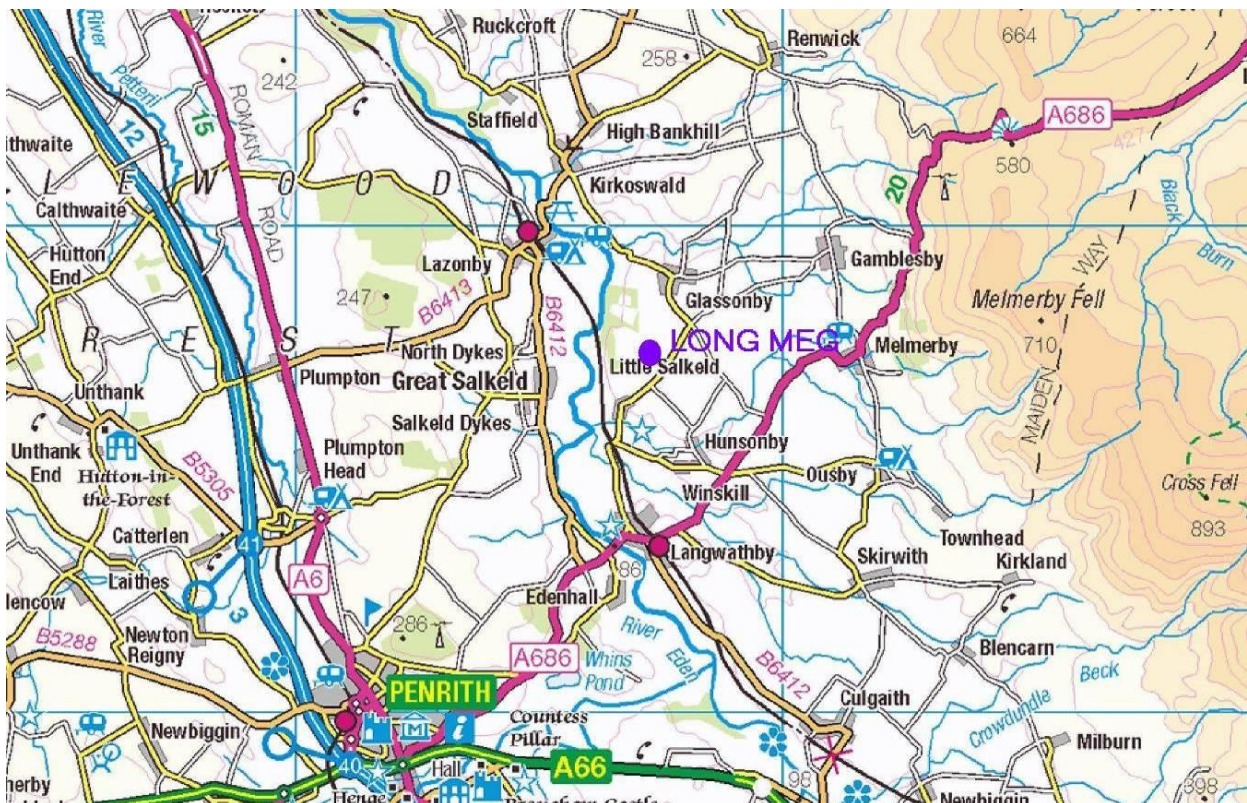 Ruckcroft
Renwick
664
River
Petteril
242
258
ROMAN
ROAD
12
15
Staffield
High Bankhill
A686
427
580
20
Kirkoswald
Calthwaite
L E W O O D
Hutton
End
Lazonby
Gamblesby
Black
Burn
MAIDEN WAY
247
B6413
B6412
Glassonby
Melmerby Fell
710
R E S T
North Dykes
LONG MEG
Melmerby
Plumpton
Great Salkeld
Little Salkeld
Unthank
Salkeld Dykes
Unthank
End
Hutton-in
the-Forest
B5305
Plumpton
Head
Hunsonby
Ousby
Winskill
Cross Fell
893
Catterlen
41
Langwathby
Townhead
Kirkland
Skirwith
Laithes
A6
86
Edenhall
3
B5288
Newton
Reigny
286
A686
River
Eden
Whins
Pond
B6412
Blencarn
Beck
Crowdundle
PENRITH
Culgaith
Newbiggin
Countess
Pillar
Milburn
40
Hall
A66
98
398
Henge
Newbiggin